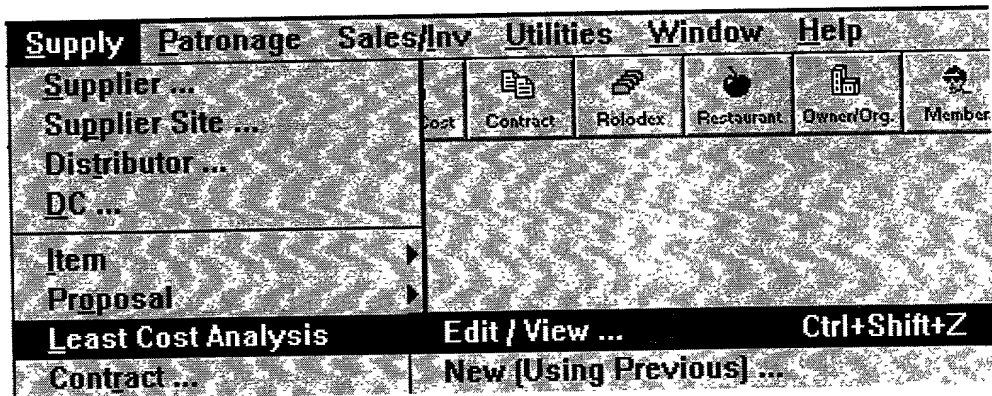 Supply Patronage Sales/Inv Utilities Window Help
Supplier ...
Supplier Site ...
Distributor ...
DC ...
Cost Contract Rolodex Restaurant Owner/Org. Member
Item
Proposal
Least Cost Analysis Edit / View ... Ctrl+Shift+Z
Contract ... New (Using Previous) ...